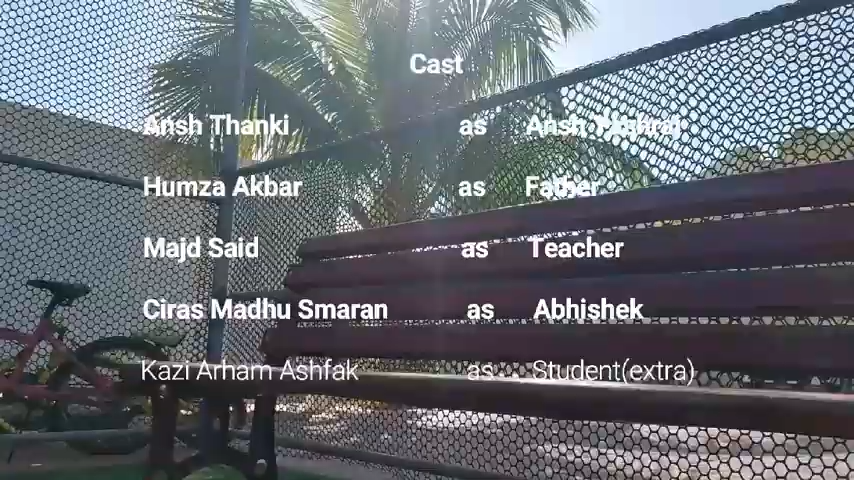 Cast
Ansh Thanki as Ansh
Humza Akbar as Father
Majd Said as Teacher
Ciras Madhu Smaran as Abhishek
Kazi Arham Ashfak as Student(extra)